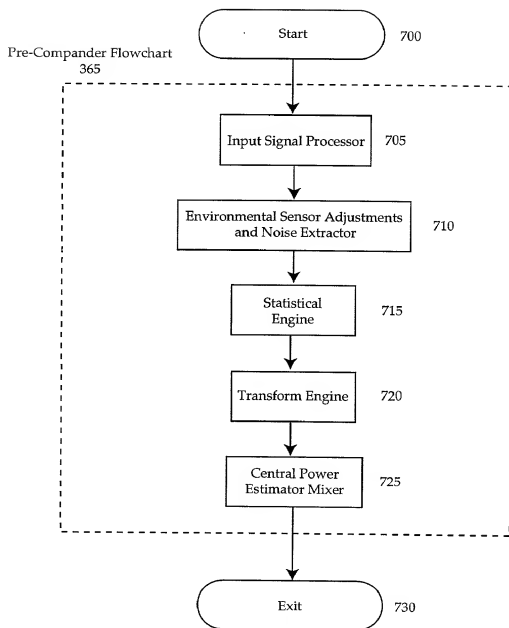 Start
700
Pre-Compander Flowchart
365
Input Signal Processor
705
Environmental Sensor Adjustments
and Noise Extractor
710
Statistical
Engine
715
Transform Engine
720
Central Power
Estimator Mixer
725
Exit
730